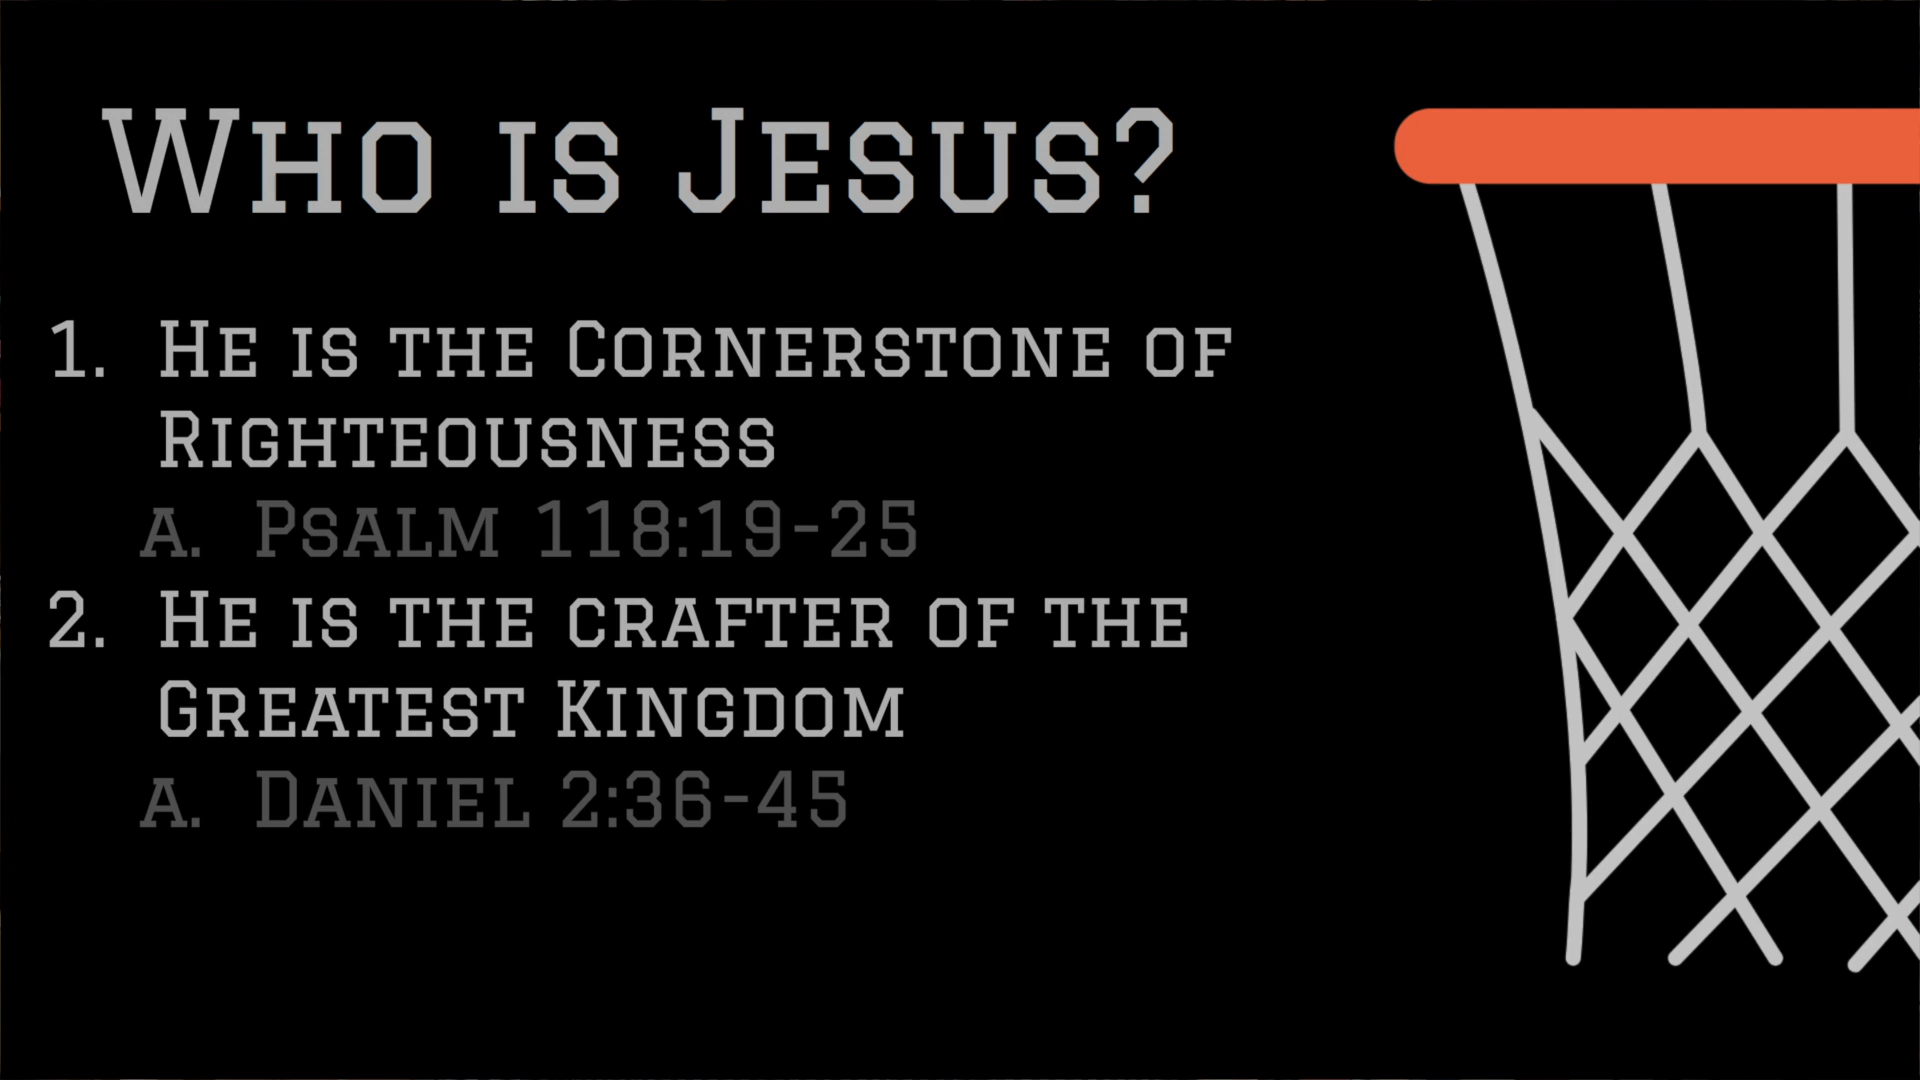 Who is Jesus?
1. He is the Cornerstone of
Righteousness
a. Psalm 118:19-25
2. He is the crafter of the
Greatest Kingdom
a. Daniel 2:36-45